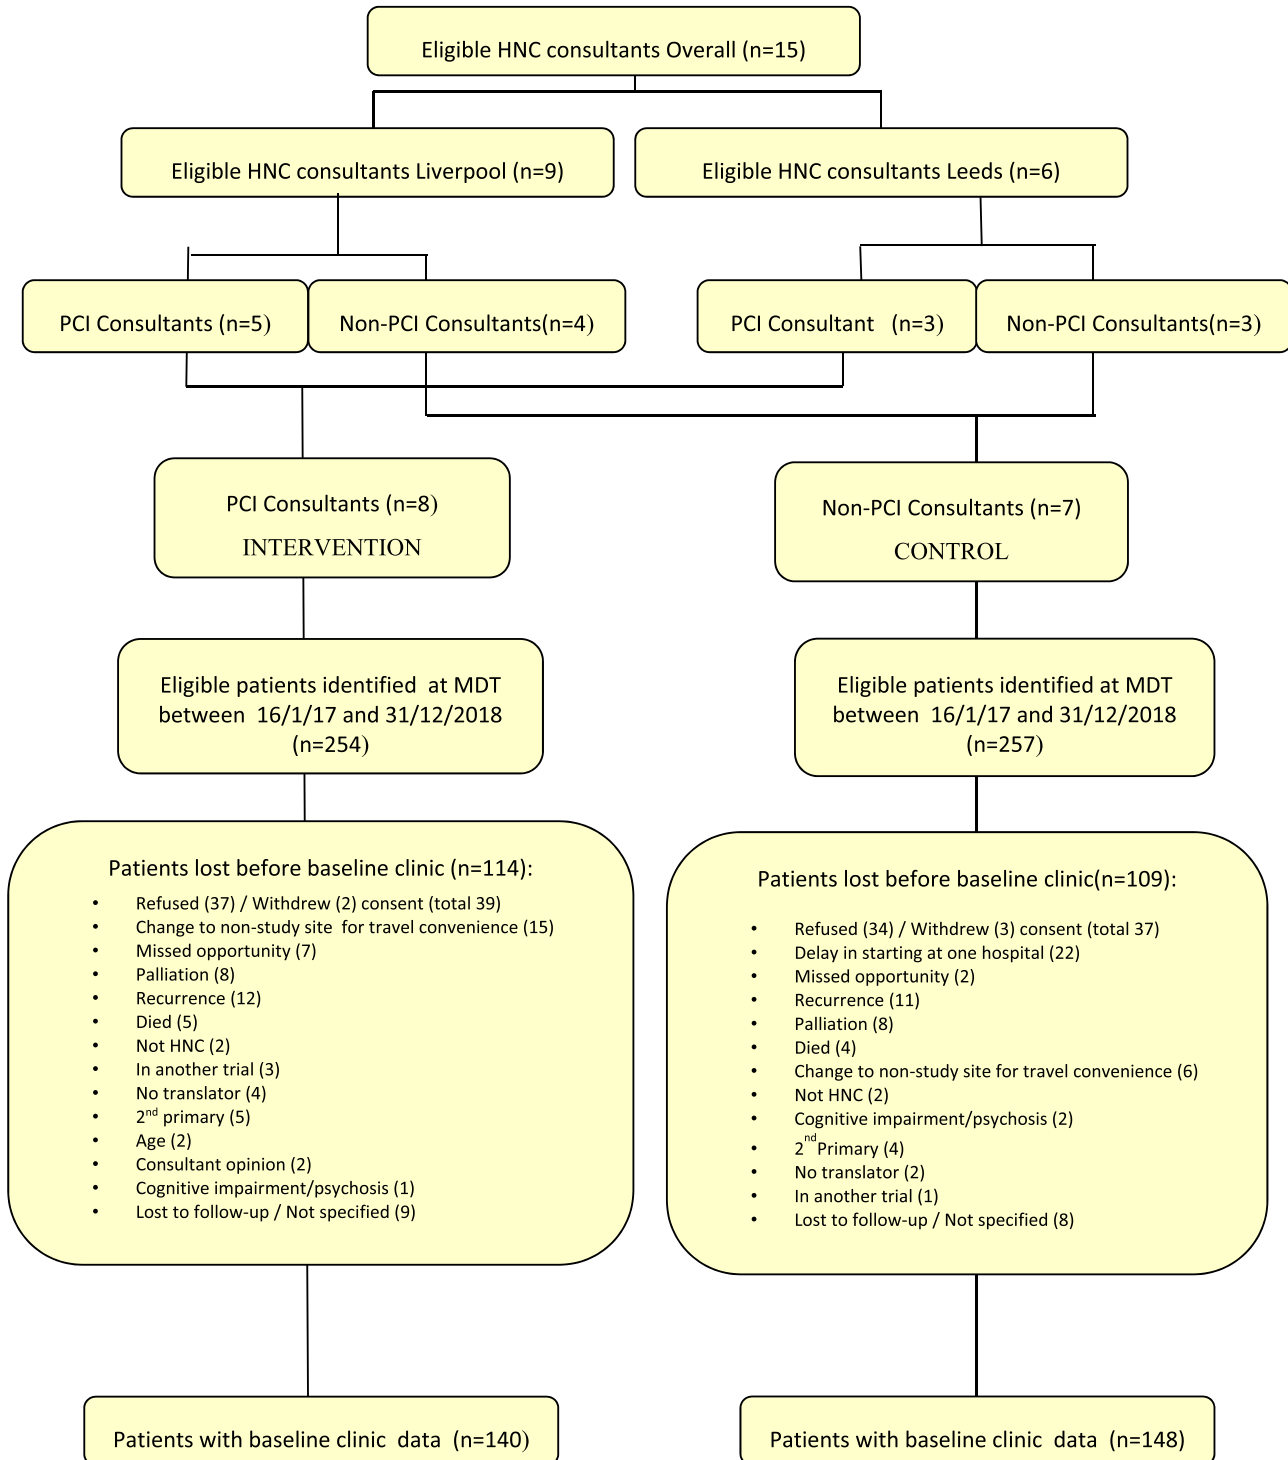 Eligible HNC consultants Overall (n=15)
Eligible HNC consultants Liverpool (n=9)
Eligible HNC consultants Leeds (n=6)
PCI Consultants (n=5)
Non-PCI Consultants(n=4)
PCI Consultant (n=3)
Non-PCI Consultants(n=3)
PCI Consultants (n=8)
INTERVENTION
Non-PCI Consultants (n=7)
CONTROL
Eligible patients identified at MDT
between 16/1/17 and 31/12/2018
(n=254)
Eligible patients identified at MDT
between 16/1/17 and 31/12/2018
(n=257)
Patients lost before baseline clinic (n=114):
• Refused (37) / Withdrew (2) consent (total 39)
• Change to non-study site for travel convenience (15)
• Missed opportunity (7)
• Palliation (8)
• Recurrence (12)
• Died (5)
• Not HNC (2)
• In another trial (3)
• No translator (4)
• 2nd primary (5)
• Age (2)
• Consultant opinion (2)
• Cognitive impairment/psychosis (1)
• Lost to follow-up / Not specified (9)
Patients lost before baseline clinic(n=109):
• Refused (34) / Withdrew (3) consent (total 37)
• Delay in starting at one hospital (22)
• Missed opportunity (2)
• Recurrence (11)
• Palliation (8)
• Died (4)
• Change to non-study site for travel convenience (6)
• Not HNC (2)
• Cognitive impairment/psychosis (2)
• 2nd Primary (4)
• No translator (2)
• In another trial (1)
• Lost to follow-up / Not specified (8)
Patients with baseline clinic data (n=140)
Patients with baseline clinic data (n=148)